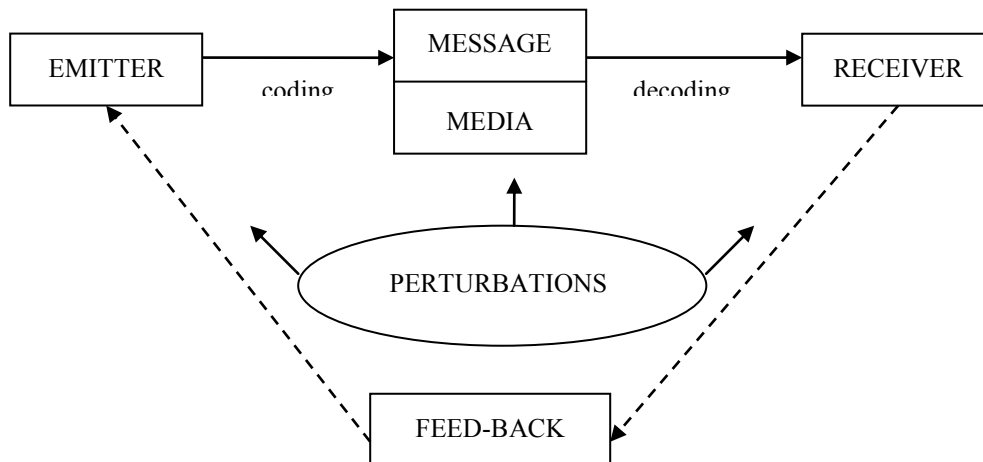 MESSAGE
EMITTER
RECEIVER
coding
decoding
MEDIA
PERTURBATIONS
FEED-BACK